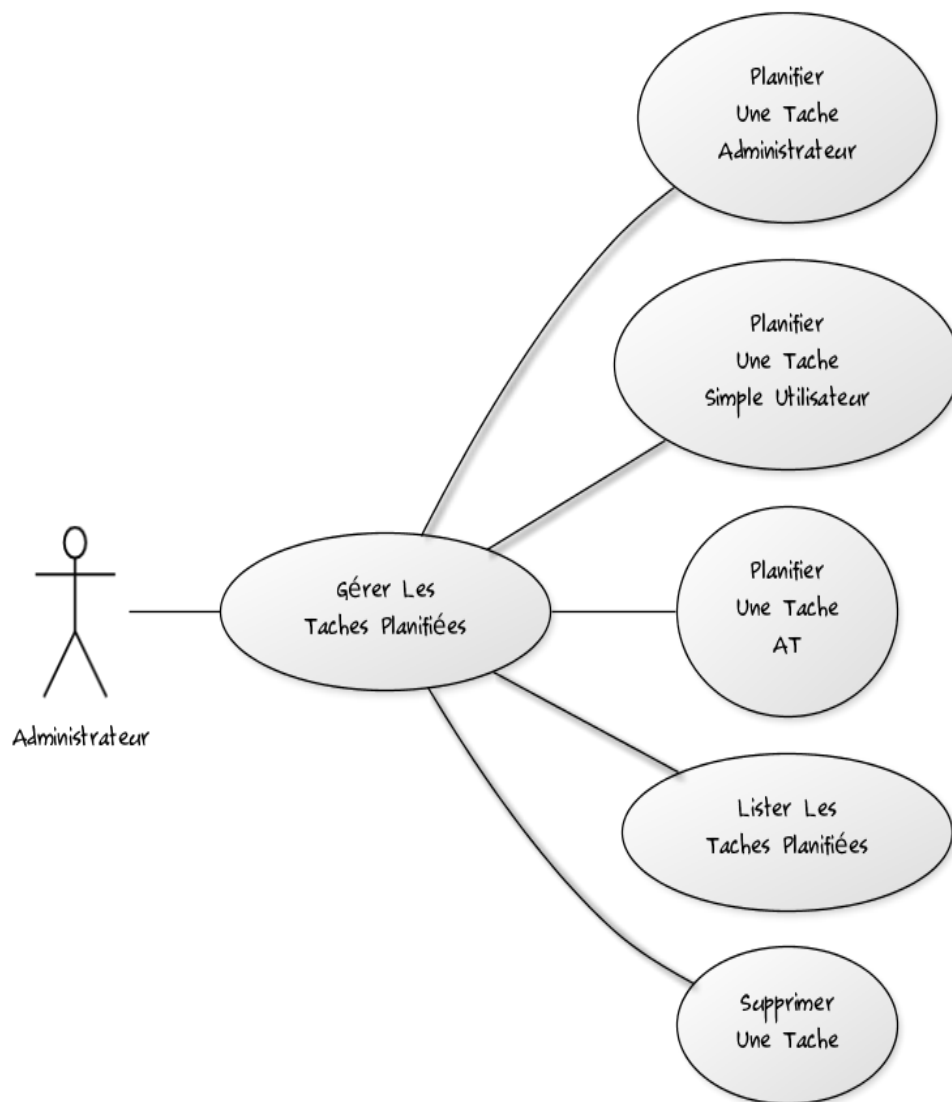 Planifier
Une Tache
Administrateur
Planifier
Une Tache
Simple Utilisateur
Gérer Les
Taches Planifiées
Planifier
Une Tache
AT
Administrateur
Lister Les
Taches Planifiées
Supprimer
Une Tache